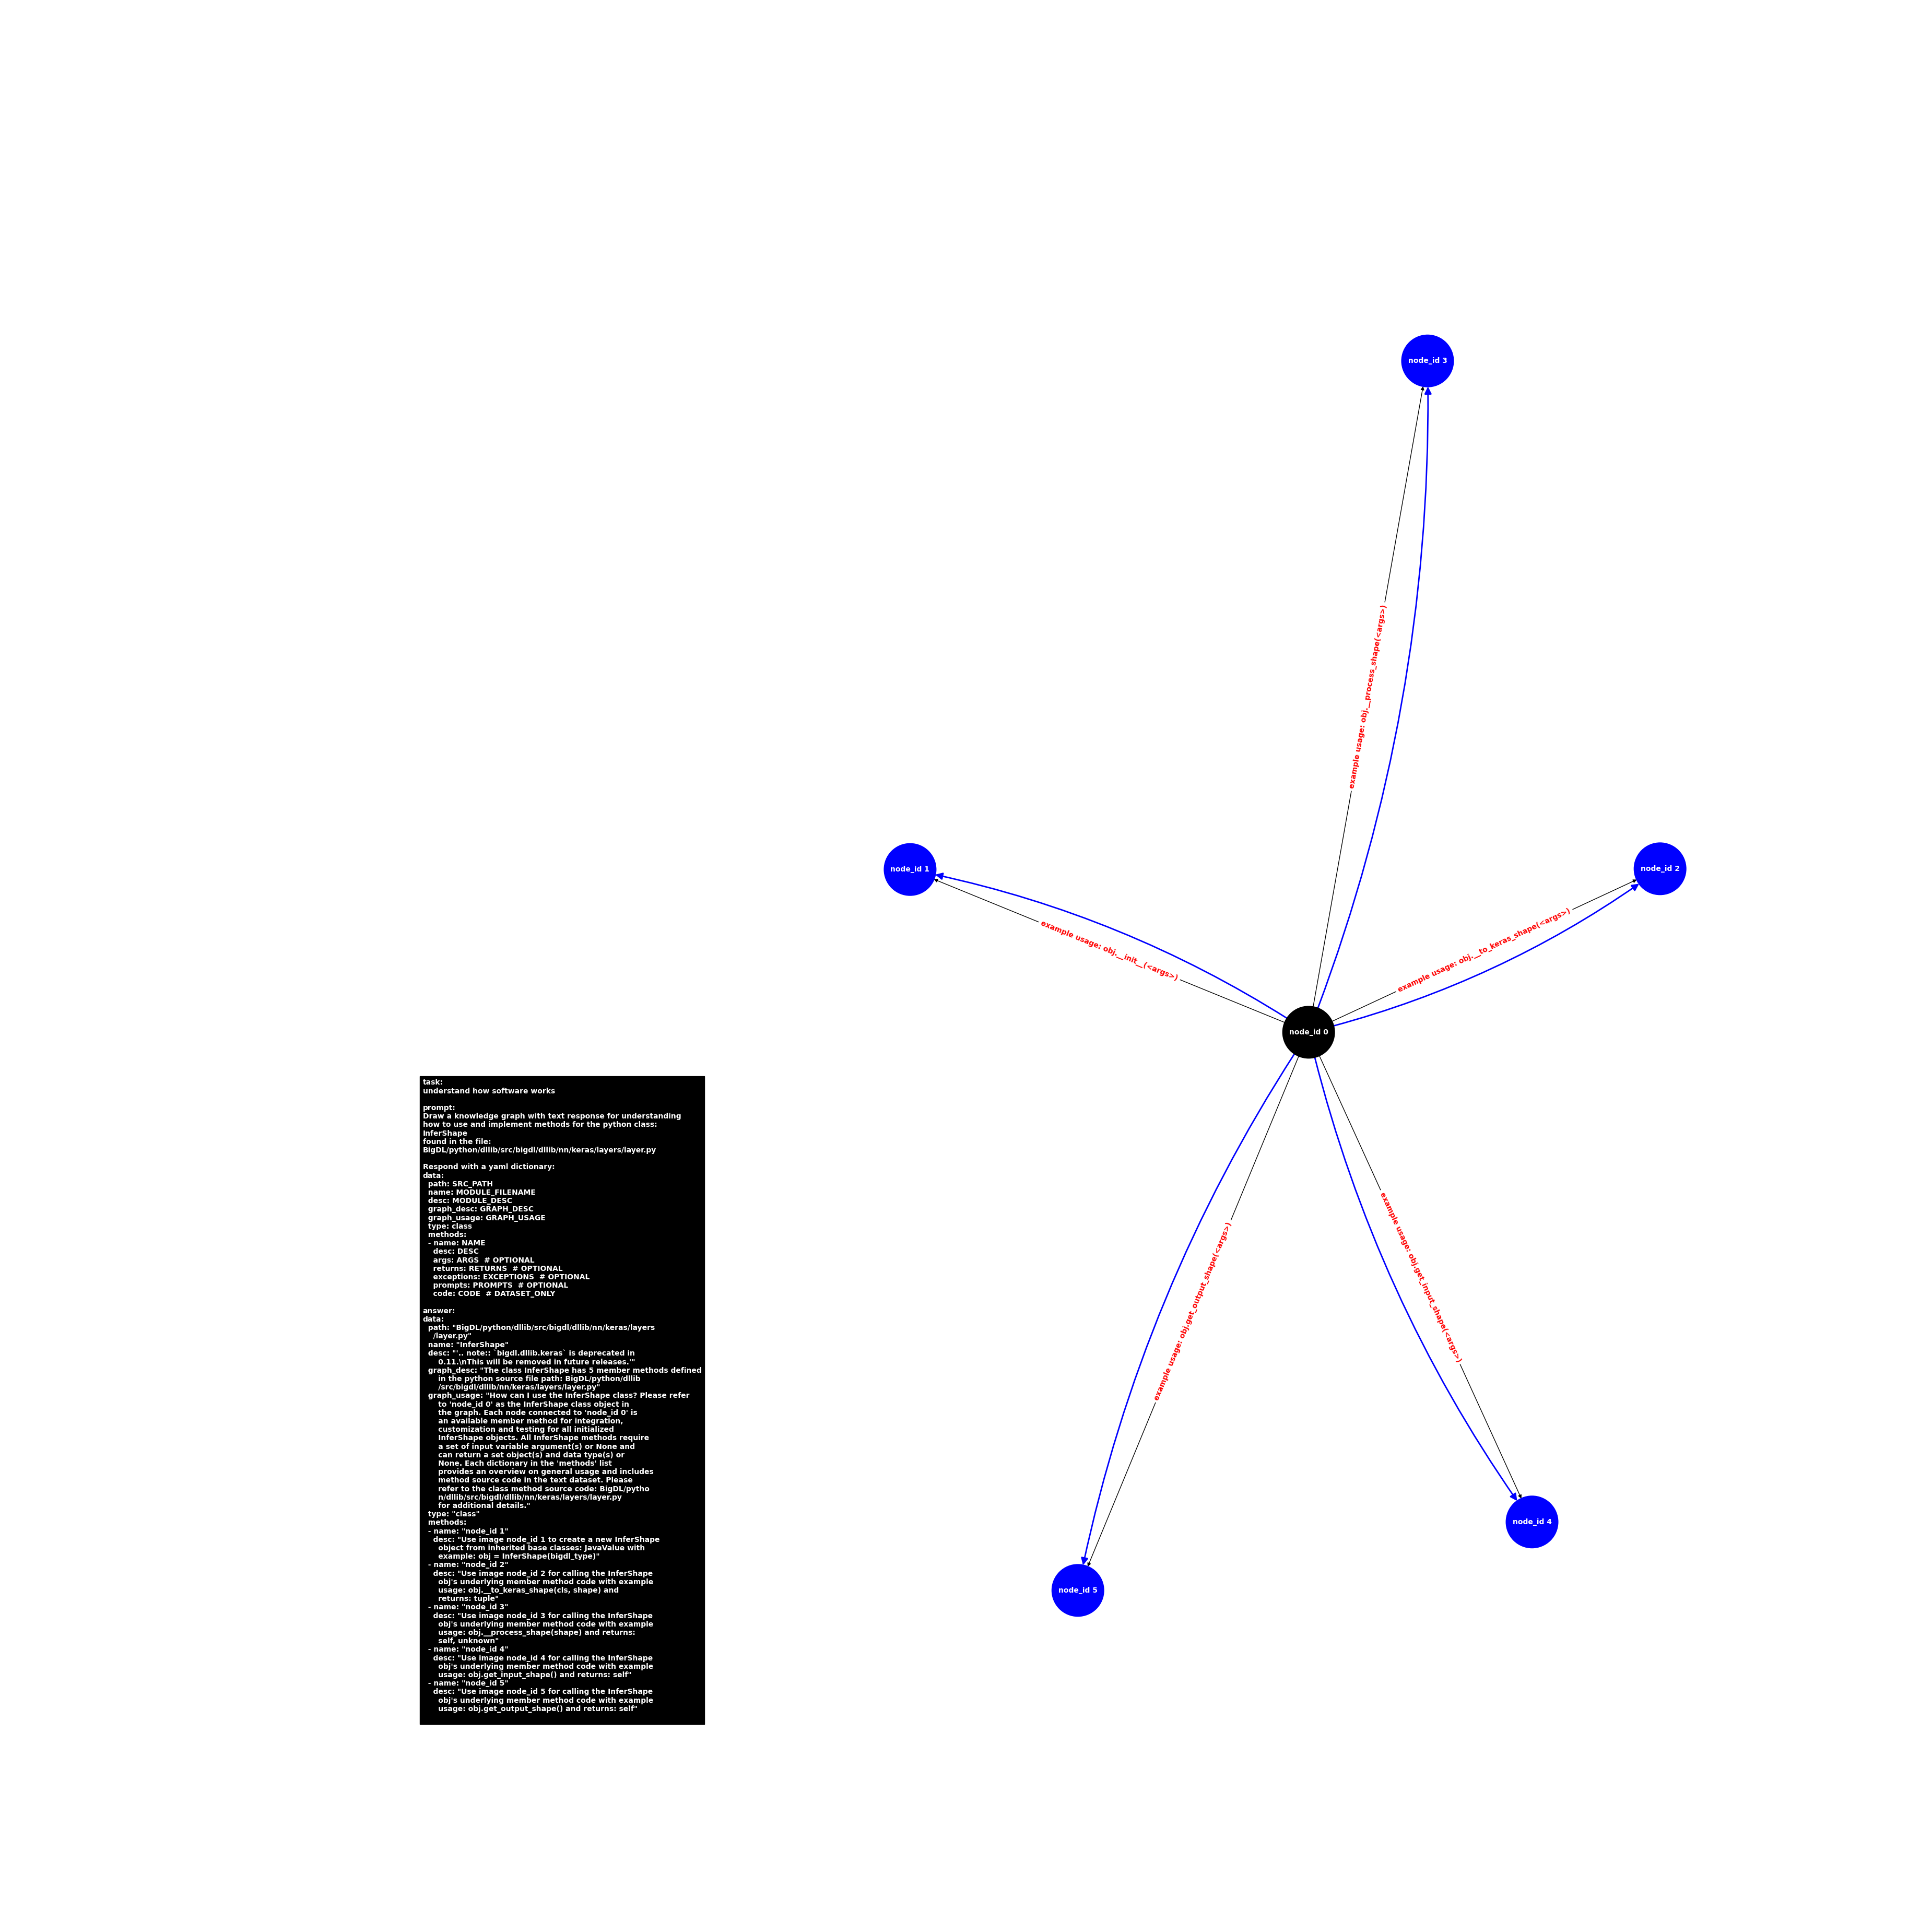 node_id 3
example usage: obj.__process_shape(<args>)
node_id 1
node_id 2
example usage: obj.__init__(<args>)
example usage: obj.__to_keras_shape(<args>)
node_id 0
task:
understand how software works

prompt:
Draw a knowledge graph with text response for understanding
how to use and implement methods for the python class:
InferShape
found in the file:
BigDL/python/dllib/src/bigdl/dllib/nn/keras/layers/layer.py

Respond with a yaml dictionary:
data:
  path: SRC_PATH
  name: MODULE_FILENAME
  desc: MODULE_DESC
  graph_desc: GRAPH_DESC
  graph_usage: GRAPH_USAGE
  type: class
  methods:
  - name: NAME
    desc: DESC
    args: ARGS  # OPTIONAL
    returns: RETURNS  # OPTIONAL
    exceptions: EXCEPTIONS  # OPTIONAL
    prompts: PROMPTS  # OPTIONAL
    code: CODE  # DATASET_ONLY

answer:
data:
  path: "BigDL/python/dllib/src/bigdl/dllib/nn/keras/layers
    /layer.py"
  name: "InferShape"
  desc: "'.. note:: `bigdl.dllib.keras` is deprecated in
      0.11.\nThis will be removed in future releases.'"
  graph_desc: "The class InferShape has 5 member methods defined
      in the python source file path: BigDL/python/dllib
      /src/bigdl/dllib/nn/keras/layers/layer.py"
  graph_usage: "How can I use the InferShape class? Please refer
      to 'node_id 0' as the InferShape class object in
      the graph. Each node connected to 'node_id 0' is
      an available member method for integration,
      customization and testing for all initialized
      InferShape objects. All InferShape methods require
      a set of input variable argument(s) or None and
      can return a set object(s) and data type(s) or
      None. Each dictionary in the 'methods' list
      provides an overview on general usage and includes
      method source code in the text dataset. Please
      refer to the class method source code: BigDL/pytho
      n/dllib/src/bigdl/dllib/nn/keras/layers/layer.py
      for additional details."
  type: "class"
  methods:
  - name: "node_id 1"
    desc: "Use image node_id 1 to create a new InferShape
      object from inherited base classes: JavaValue with
      example: obj = InferShape(bigdl_type)"
  - name: "node_id 2"
    desc: "Use image node_id 2 for calling the InferShape
      obj's underlying member method code with example
      usage: obj.__to_keras_shape(cls, shape) and
      returns: tuple"
  - name: "node_id 3"
    desc: "Use image node_id 3 for calling the InferShape
      obj's underlying member method code with example
      usage: obj.__process_shape(shape) and returns:
      self, unknown"
  - name: "node_id 4"
    desc: "Use image node_id 4 for calling the InferShape
      obj's underlying member method code with example
      usage: obj.get_input_shape() and returns: self"
  - name: "node_id 5"
    desc: "Use image node_id 5 for calling the InferShape
      obj's underlying member method code with example
      usage: obj.get_output_shape() and returns: self"
example usage: obj.get_input_shape(<args>)
example usage: obj.get_output_shape(<args>)
node_id 4
node_id 5